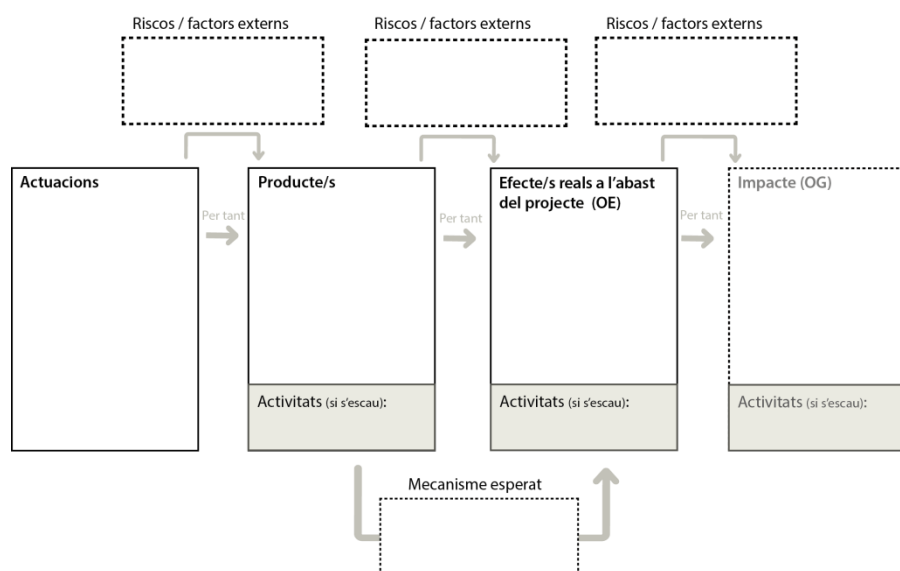 Riscos / factors externs
Riscos / factors externs
Riscos / factors externs
Actuacions
Per tant
Producte/s
Per tant
Efecte/s reals a l'abast
del projecte (OE)
Per tant
Impacte (OG)
Activitats (si s'escau):
Activitats (si s'escau):
Activitats (si s'escau):
Mecanisme esperat